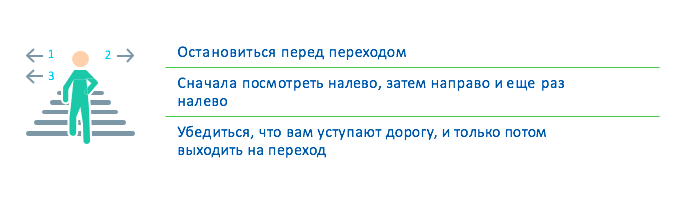 1
2
3
Остановиться перед переходом
Сначала посмотреть налево, затем направо и еще раз
налево
Убедиться, что вам уступают дорогу, и только потом
выходить на переход